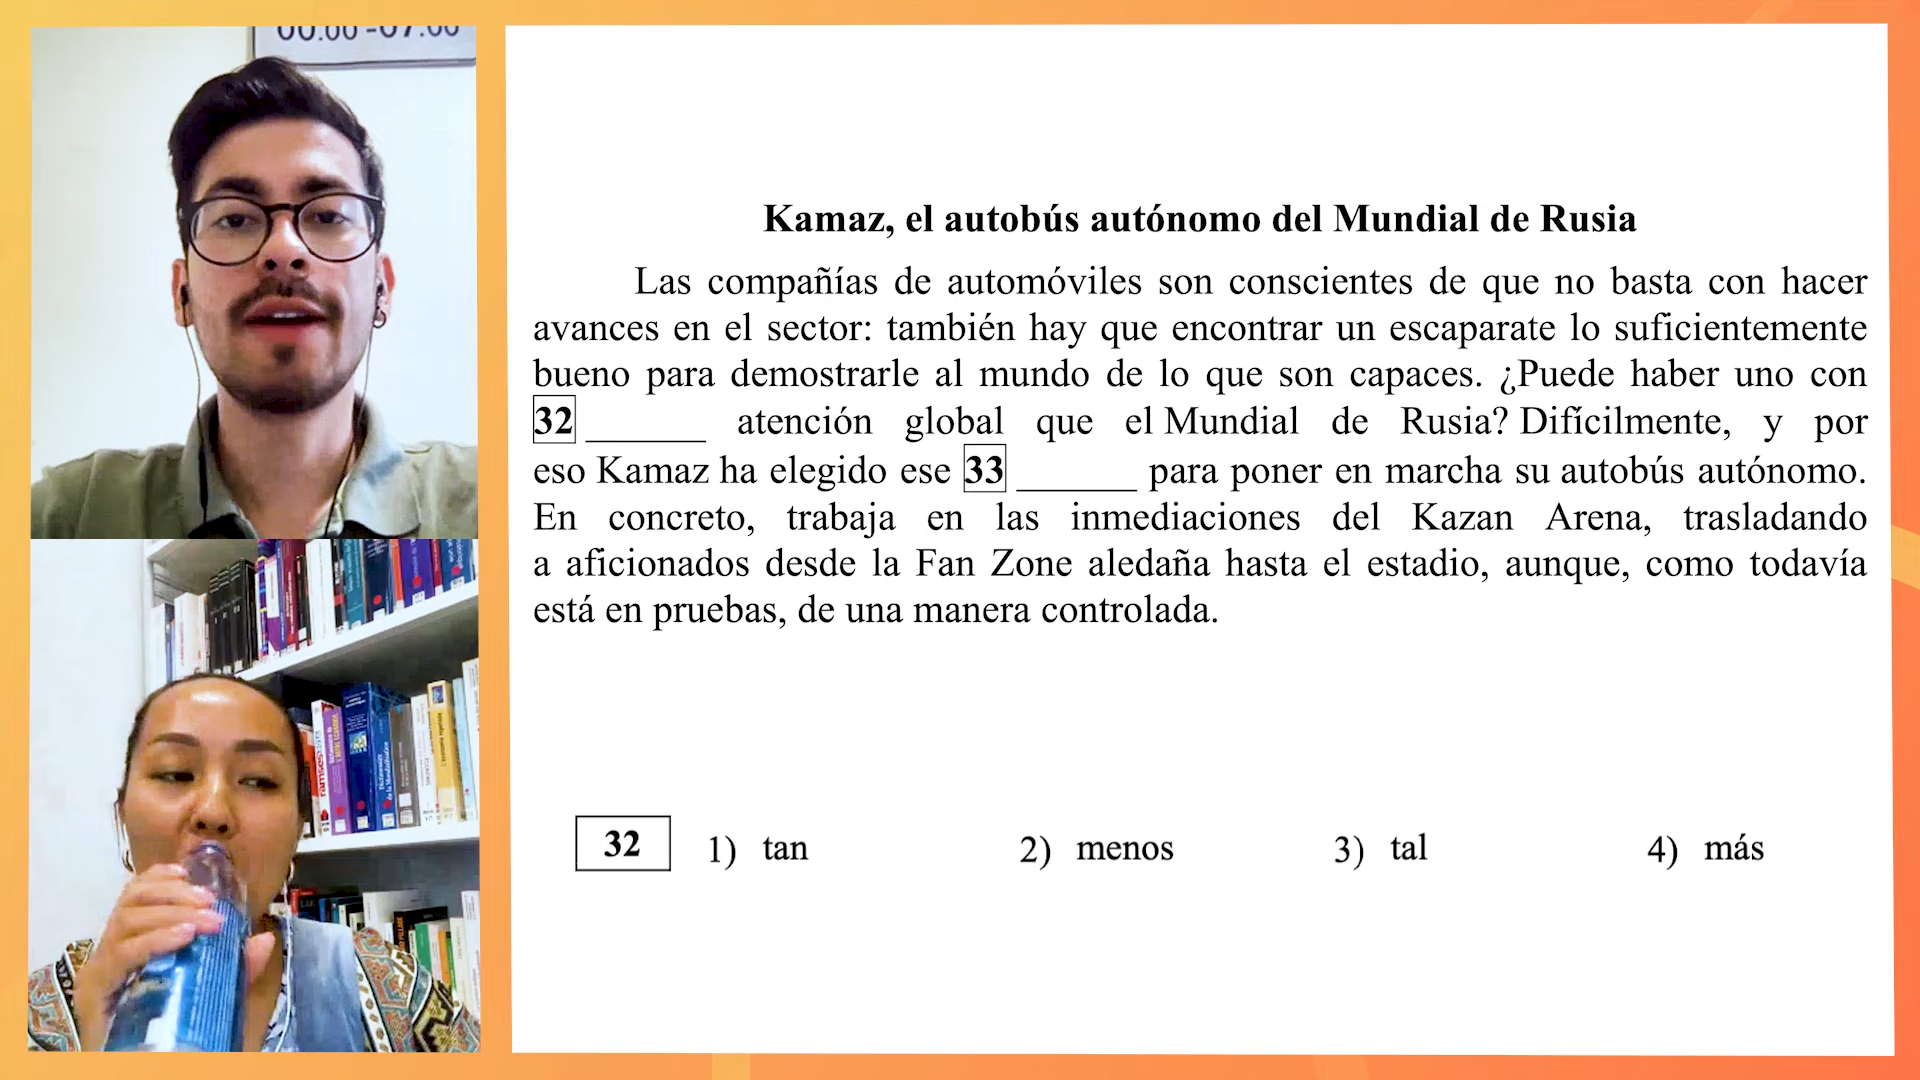 00.00 -07.00
Kamaz, el autobús autónomo del Mundial de Rusia
Las compañías de automóviles son conscientes de que no basta con hacer
avances en el sector: también hay que encontrar un escaparate lo suficientemente
bueno para demostrarle al mundo de lo que son capaces. ¿Puede haber uno con
32 ______ atención global que el Mundial de Rusia? Difícilmente, y por
eso Kamaz ha elegido ese 33 ______ para poner en marcha su autobús autónomo.
En concreto, trabaja en las inmediaciones del Kazan Arena, trasladando
a aficionados desde la Fan Zone aledaña hasta el estadio, aunque, como todavía
está en pruebas, de una manera controlada.
32 1) tan 2) menos 3) tal 4) más
ramses